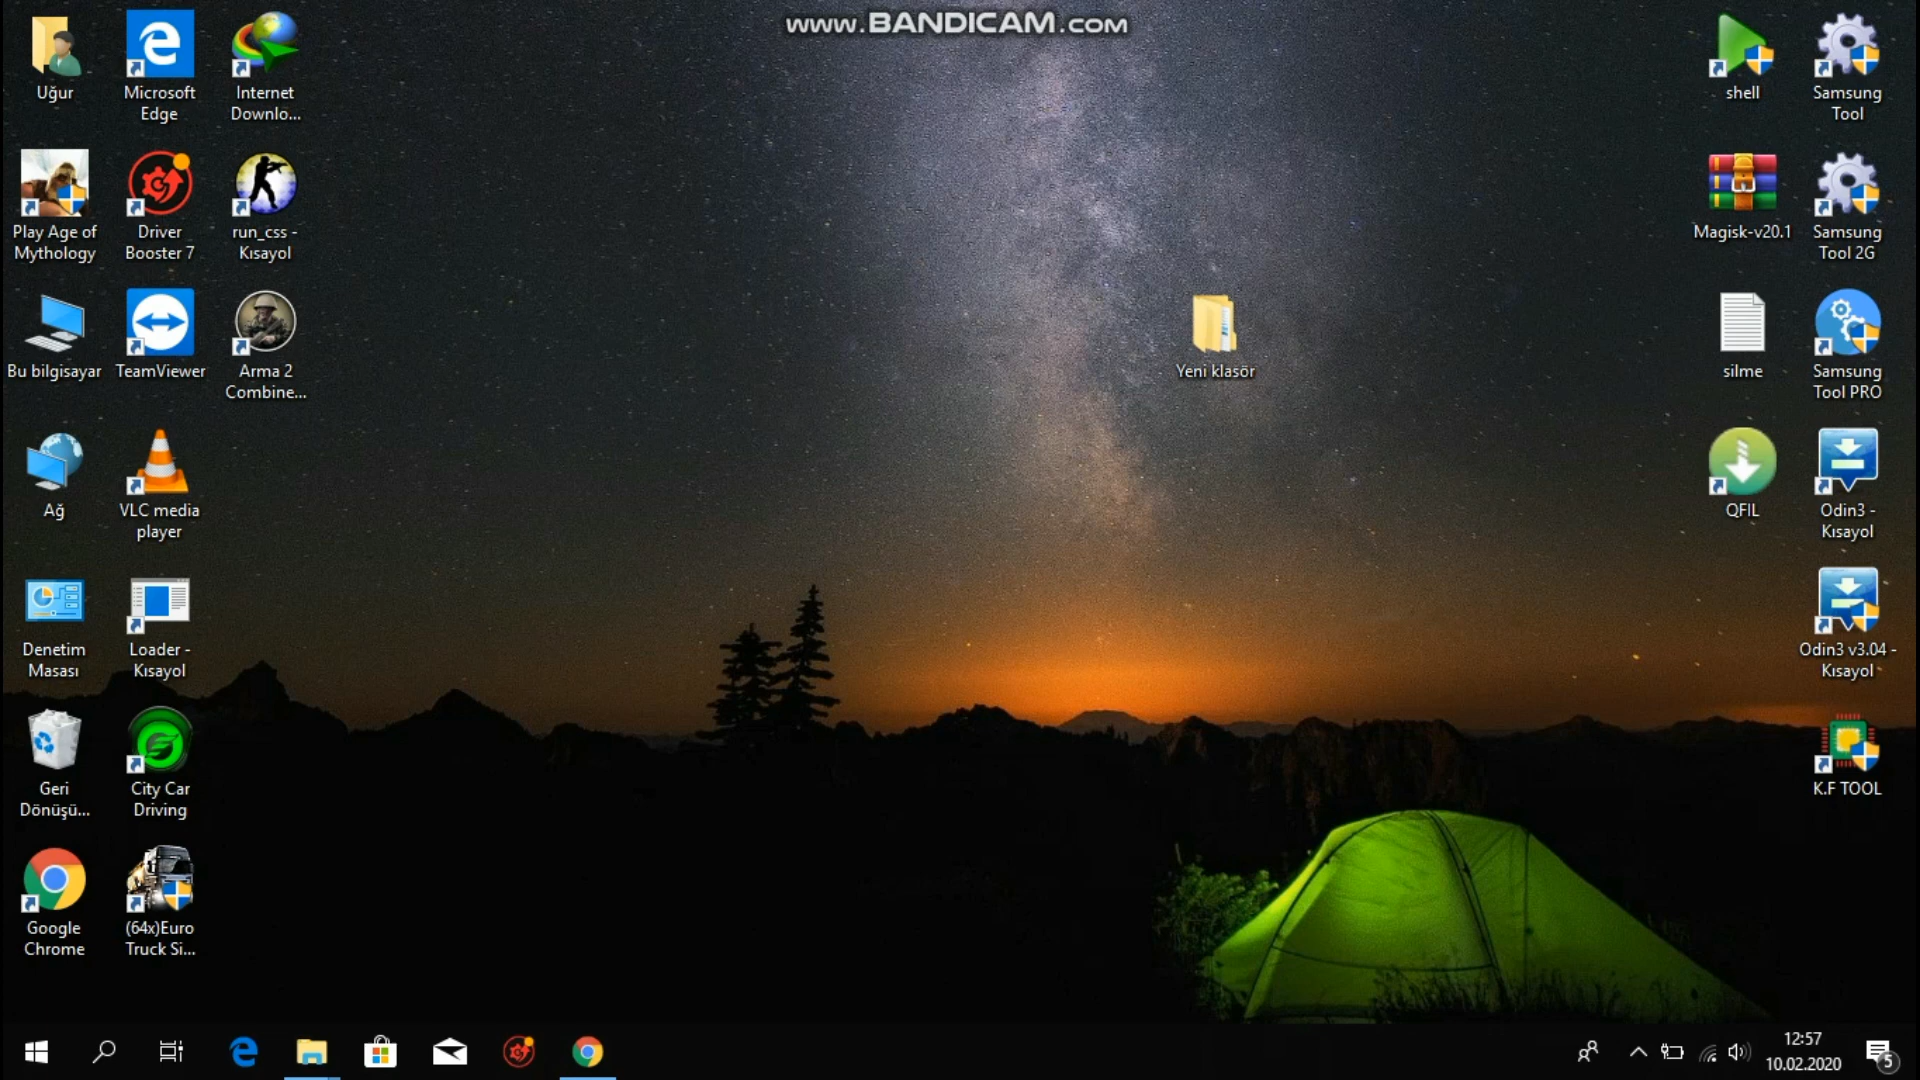 www.BANDICAM.com
Uğur
Microsoft
Edge
Internet
Downlo...
Play Age of
Mythology
Driver
Booster 7
run_css -
Kısayol
Bu bilgisayar
TeamViewer
Arma 2
Combine...
Ağ
VLC media
player
Denetim
Masası
Loader -
Kısayol
Geri
Dönüşü...
City Car
Driving
Google
Chrome
(64x)Euro
Truck Si...
Yeni klasör
shell
Samsung
Tool
Magisk-v20.1
Samsung
Tool 2G
silme
Samsung
Tool PRO
QFIL
Odin3 -
Kısayol
Odin3 v3.04 -
Kısayol
K.F TOOL
12:57
10.02.2020
5